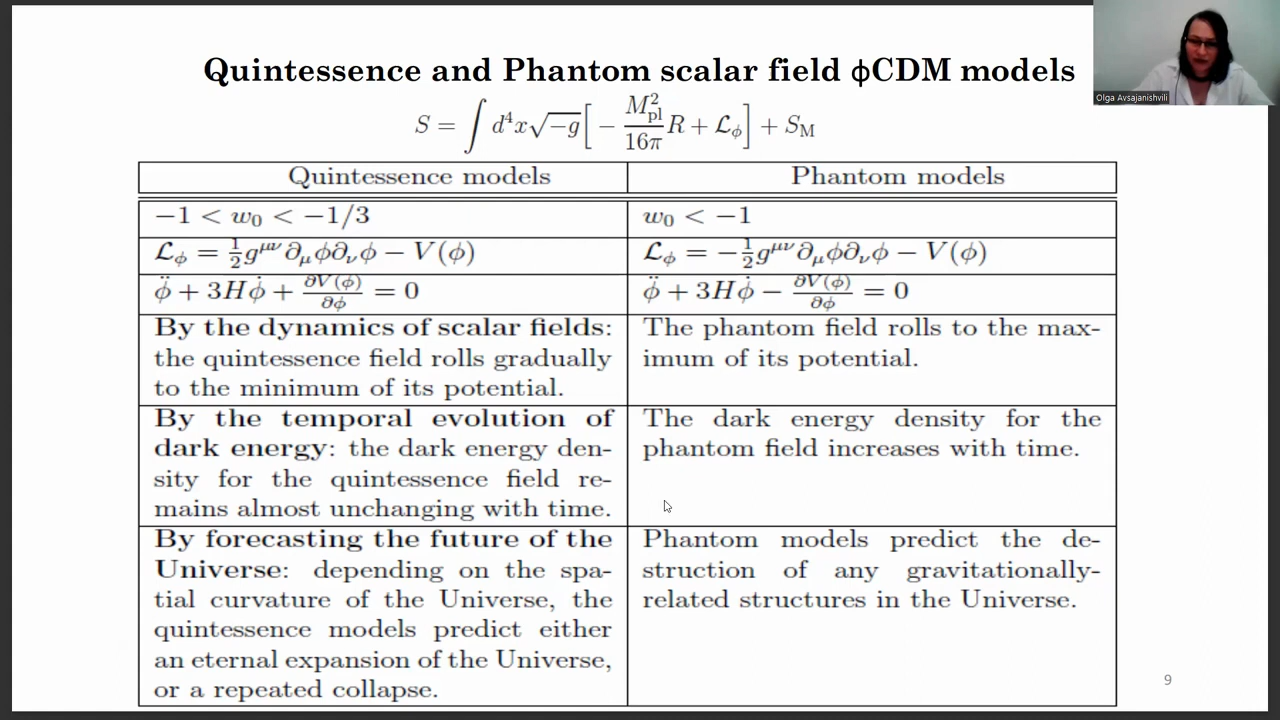 Quintessence and Phantom scalar field ϕCDM models
Olga Avsajanishvili
S = ∫ d⁴x√−g[ − M²pl/16π R + ℒϕ ] + S_M
Quintessence models
Phantom models
−1 < w₀ < −1/3
w₀ < −1
ℒϕ = ½g^μν ∂μϕ∂νϕ − V(ϕ)
ℒϕ = −½g^μν ∂μϕ∂νϕ − V(ϕ)
ϕ̈ + 3Hϕ̇ + ∂V(ϕ)/∂ϕ = 0
ϕ̈ + 3Hϕ̇ − ∂V(ϕ)/∂ϕ = 0
By the dynamics of scalar fields:
the quintessence field rolls gradually
to the minimum of its potential.
The phantom field rolls to the max-
imum of its potential.
By the temporal evolution of
dark energy: the dark energy den-
sity for the quintessence field re-
mains almost unchanging with time.
The dark energy density for the
phantom field increases with time.
By forecasting the future of the
Universe: depending on the spa-
tial curvature of the Universe, the
quintessence models predict either
an eternal expansion of the Universe,
or a repeated collapse.
Phantom models predict the de-
struction of any gravitationally-
related structures in the Universe.
9